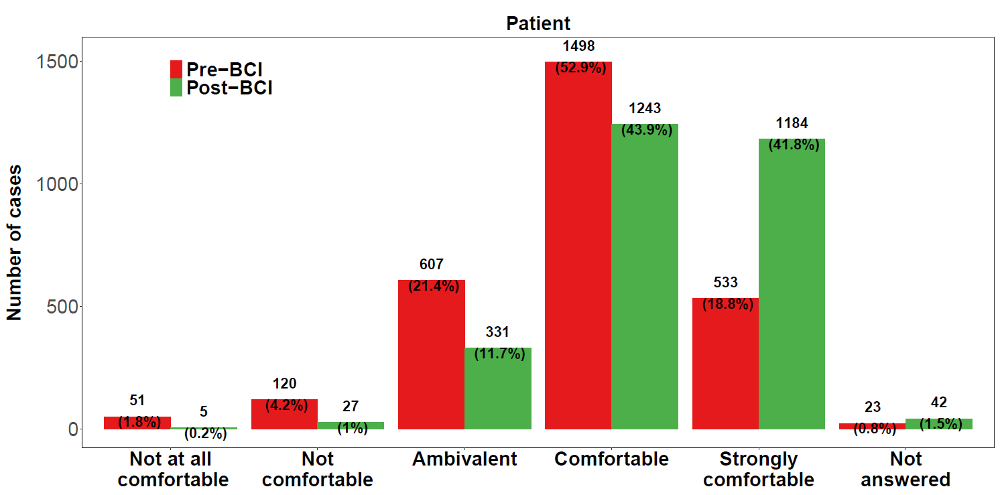 Patient
Number of cases
1500
1000
500
0
Pre−BCI
Post−BCI
51
(1.8%)
5
(0.2%)
120
(4.2%)
27
(1%)
607
(21.4%)
331
(11.7%)
1498
(52.9%)
1243
(43.9%)
533
(18.8%)
1184
(41.8%)
23
(0.8%)
42
(1.5%)
Not at all
comfortable
Not
comfortable
Ambivalent
Comfortable
Strongly
comfortable
Not
answered